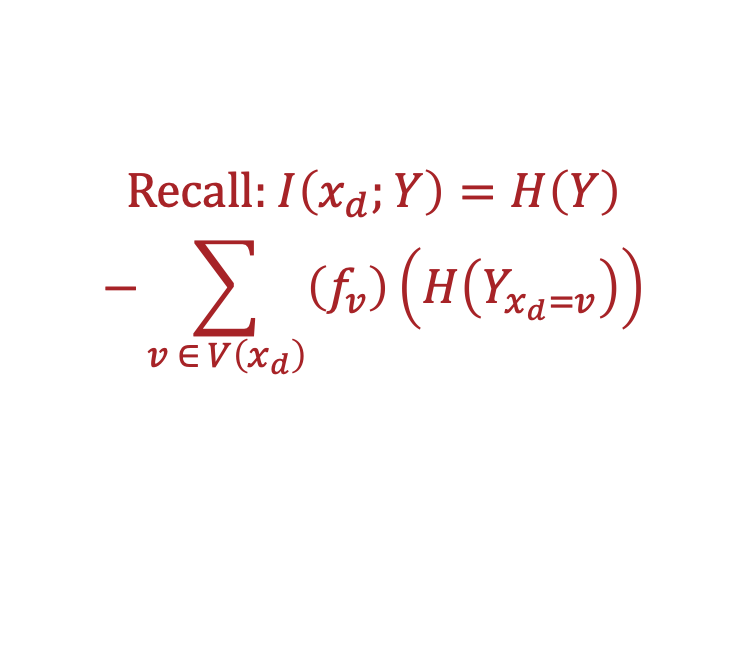 Recall: I(x_d; Y) = H(Y)
− ∑_{v ∈ V(x_d)} (f_v)(H(Y_{x_d=v}))